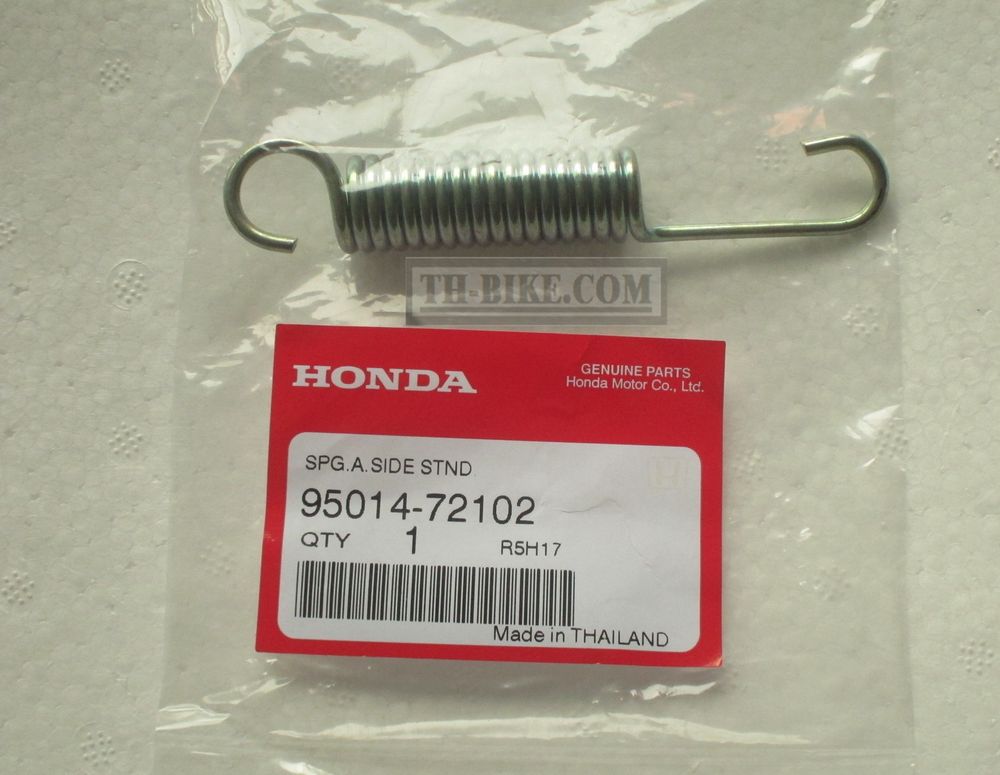 TH-BIKE.COM
HONDA
GENUINE PARTS
Honda Motor Co., Ltd.
SPG.A.SIDE STND
95014-72102
QTY 1 R5H17
Made in THAILAND